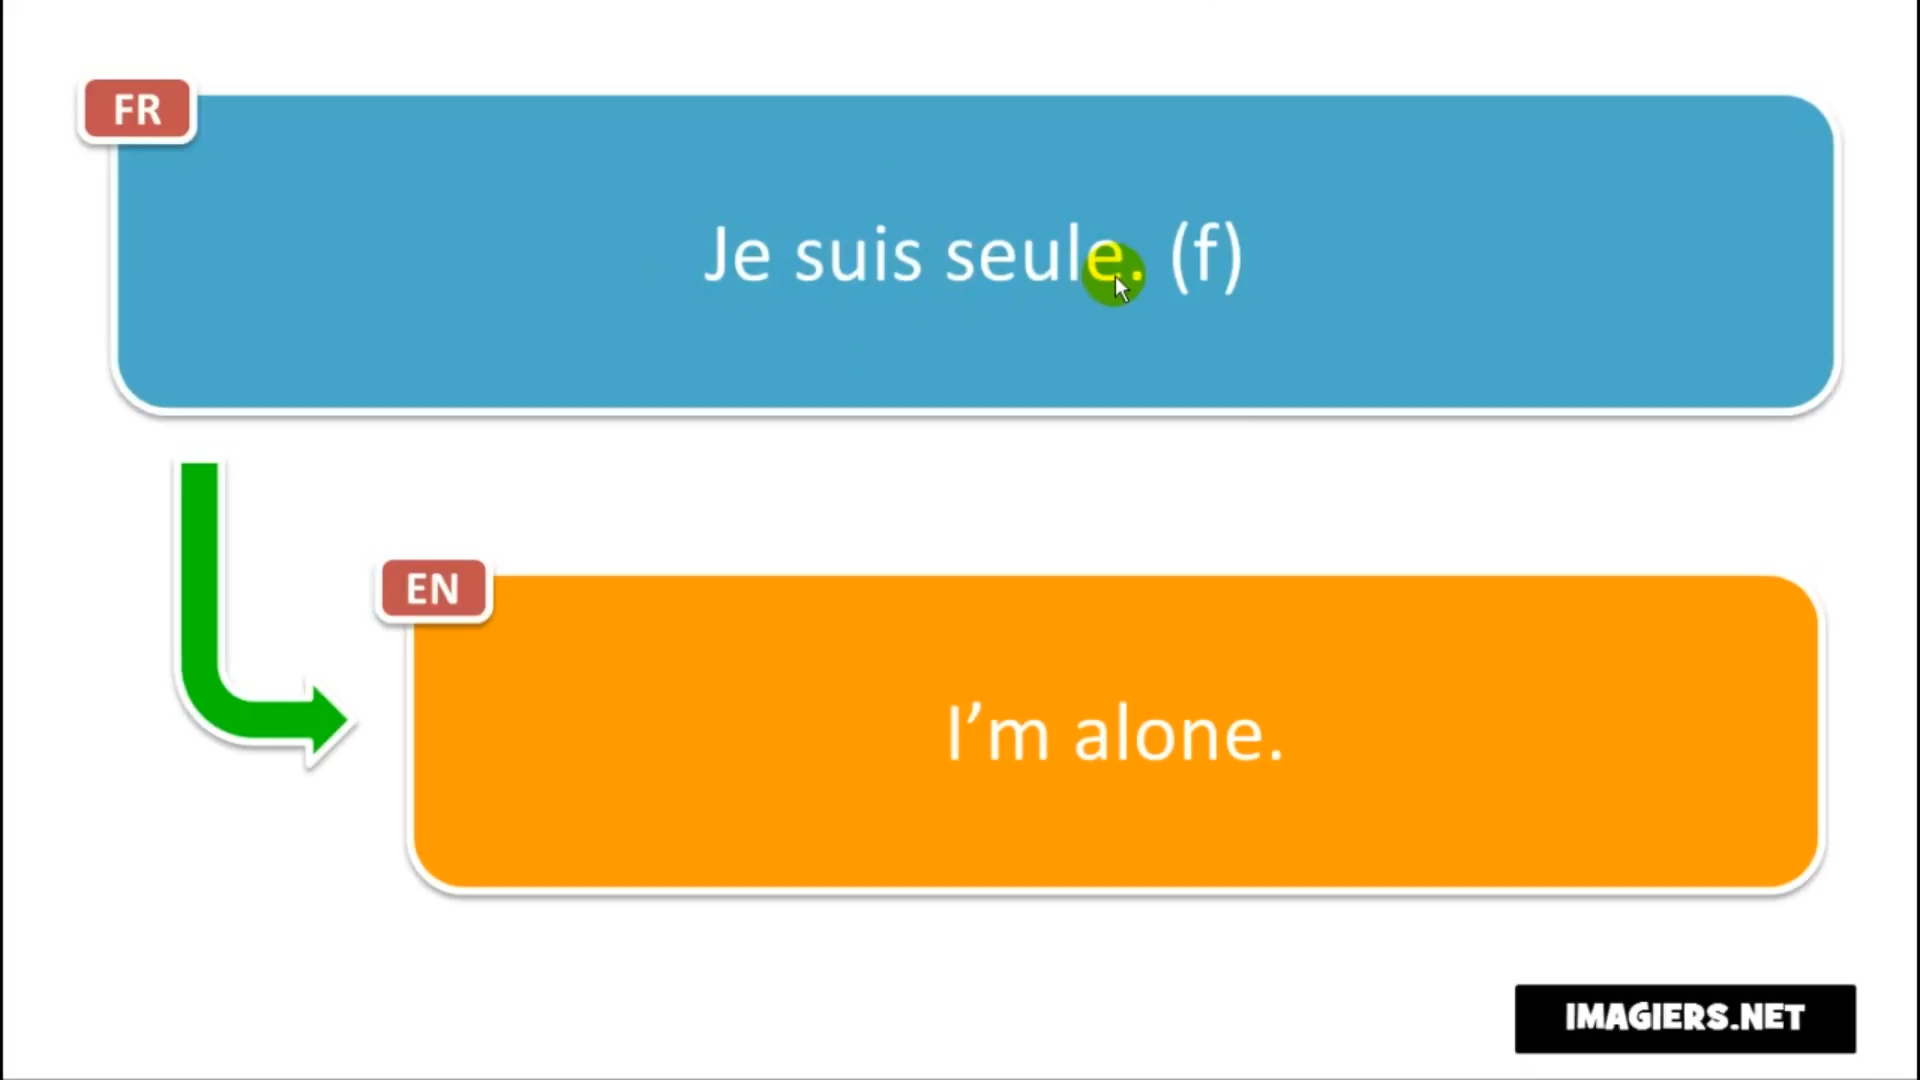 FR
Je suis seule. (f)
EN
I’m alone.
IMAGIERS.NET